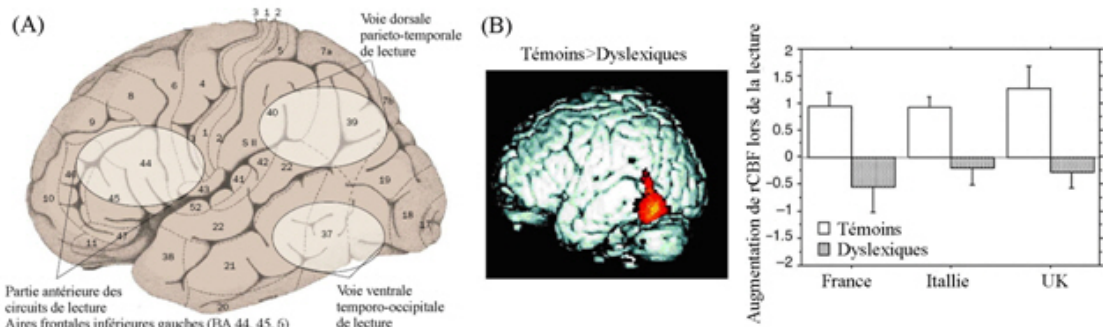 (A)
3 1 2
Voie dorsale
parieto-temporale
de lecture
5
7a
7b
4
6
8
9
40
39
1
2
3
S II
44
46
45
47
10
11
43
41
42
22
52
22
19
18
17
37
38
21
20
Partie antérieure des
circuits de lecture
Aires frontales inférieures gauches (BA 44, 45, 6)
Voie ventrale
temporo-occipitale
de lecture
(B)
Témoins>Dyslexiques
Augmentation de rCBF lors de la lecture
2
1.5
1
0.5
0
−0.5
−1
−1.5
−2
Témoins
Dyslexiques
France
Itallie
UK